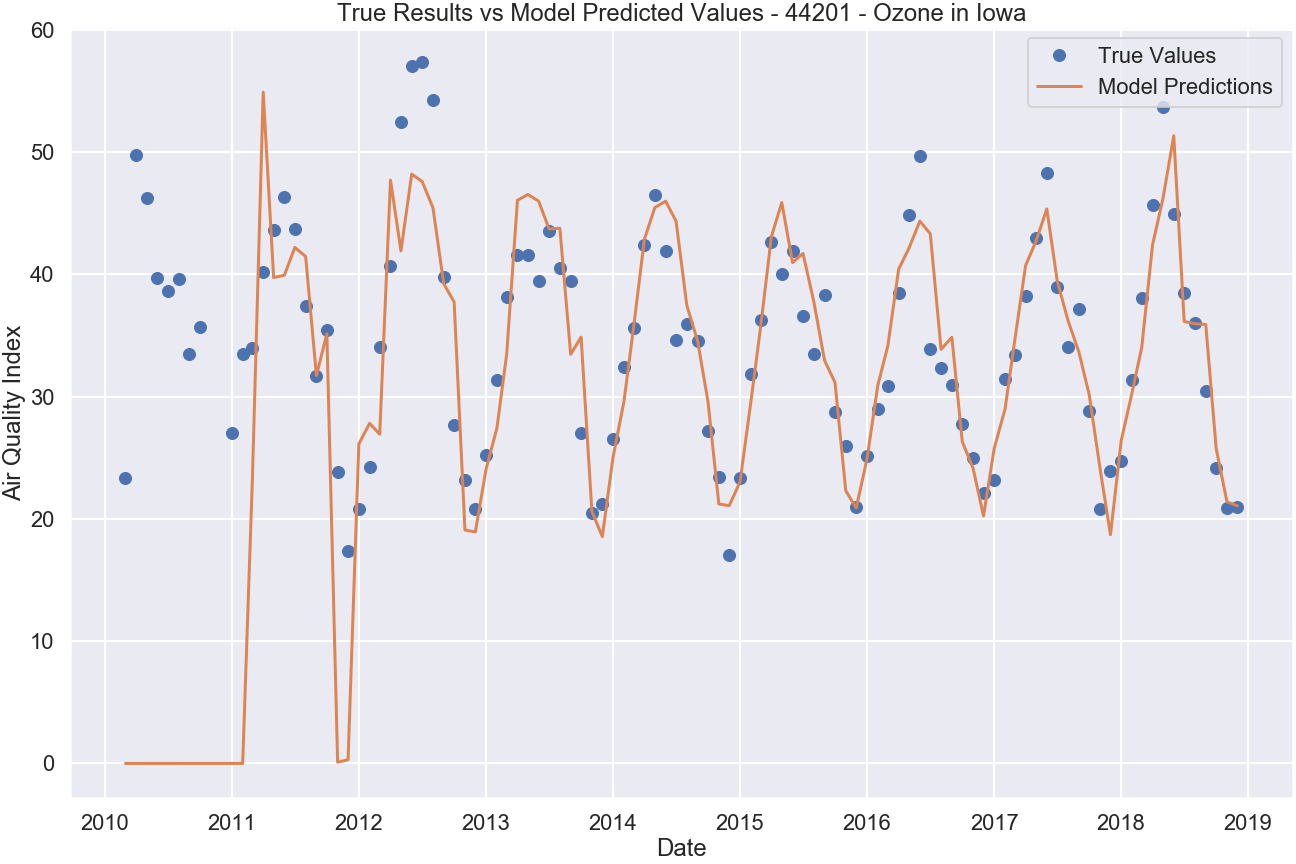 True Results vs Model Predicted Values - 44201 - Ozone in Iowa
60
True Values
Model Predictions
50
40
30
20
10
0
Air Quality Index
2010 2011 2012 2013 2014 2015 2016 2017 2018 2019
Date